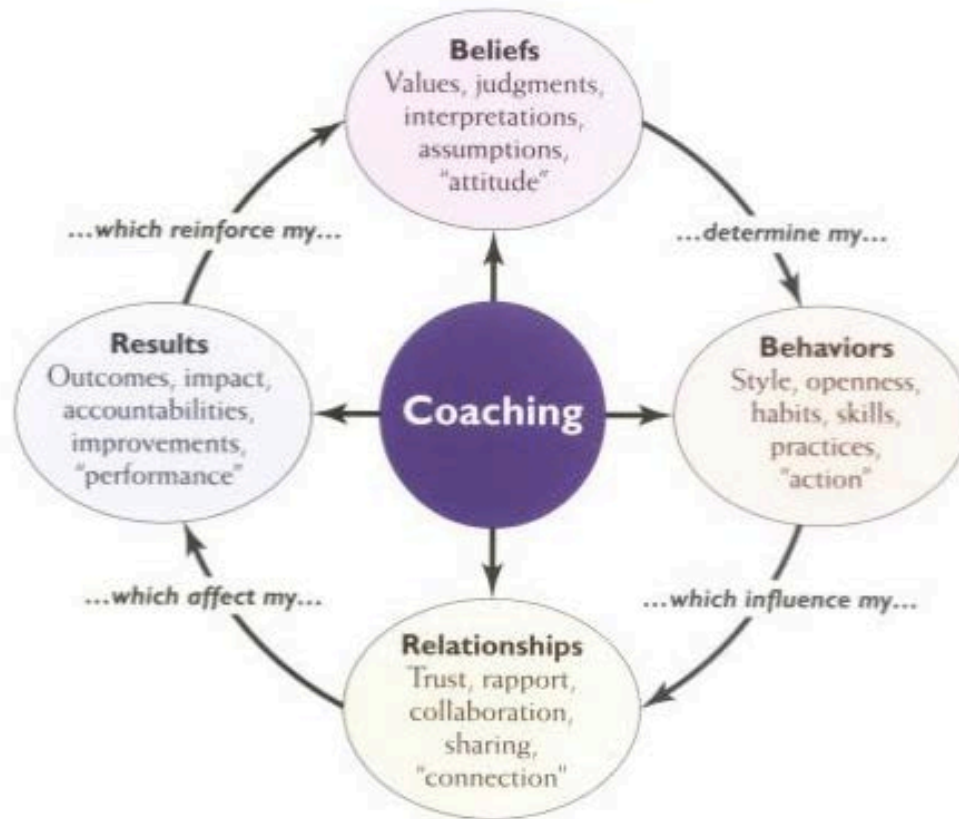 Beliefs
Values, judgments,
interpretations,
assumptions,
"attitude"
...which reinforce my...
...determine my...
Results
Outcomes, impact,
accountabilities,
improvements,
"performance"
Coaching
Behaviors
Style, openness,
habits, skills,
practices,
"action"
...which affect my...
...which influence my...
Relationships
Trust, rapport,
collaboration,
sharing,
"connection"